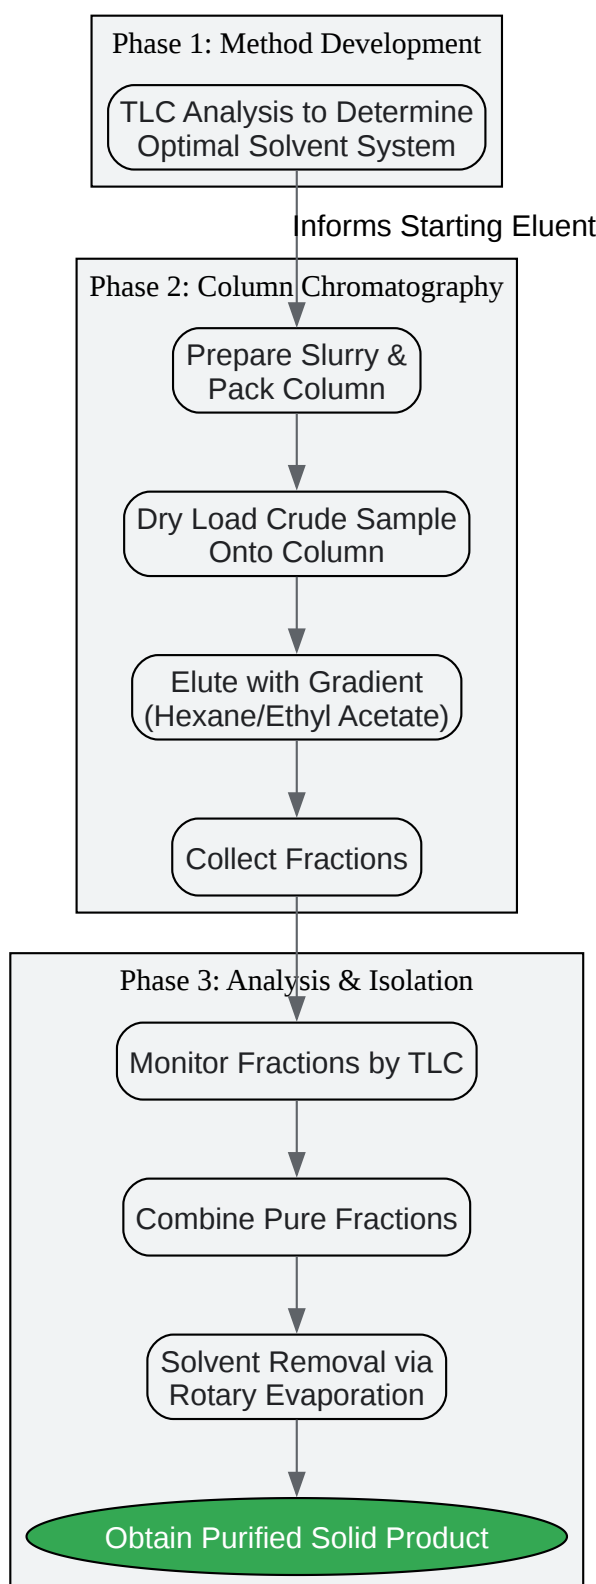 Phase 1: Method Development
TLC Analysis to Determine
Optimal Solvent System
Informs Starting Eluent
Phase 2: Column Chromatography
Prepare Slurry &
Pack Column
Dry Load Crude Sample
Onto Column
Elute with Gradient
(Hexane/Ethyl Acetate)
Collect Fractions
Phase 3: Analysis & Isolation
Monitor Fractions by TLC
Combine Pure Fractions
Solvent Removal via
Rotary Evaporation
Obtain Purified Solid Product